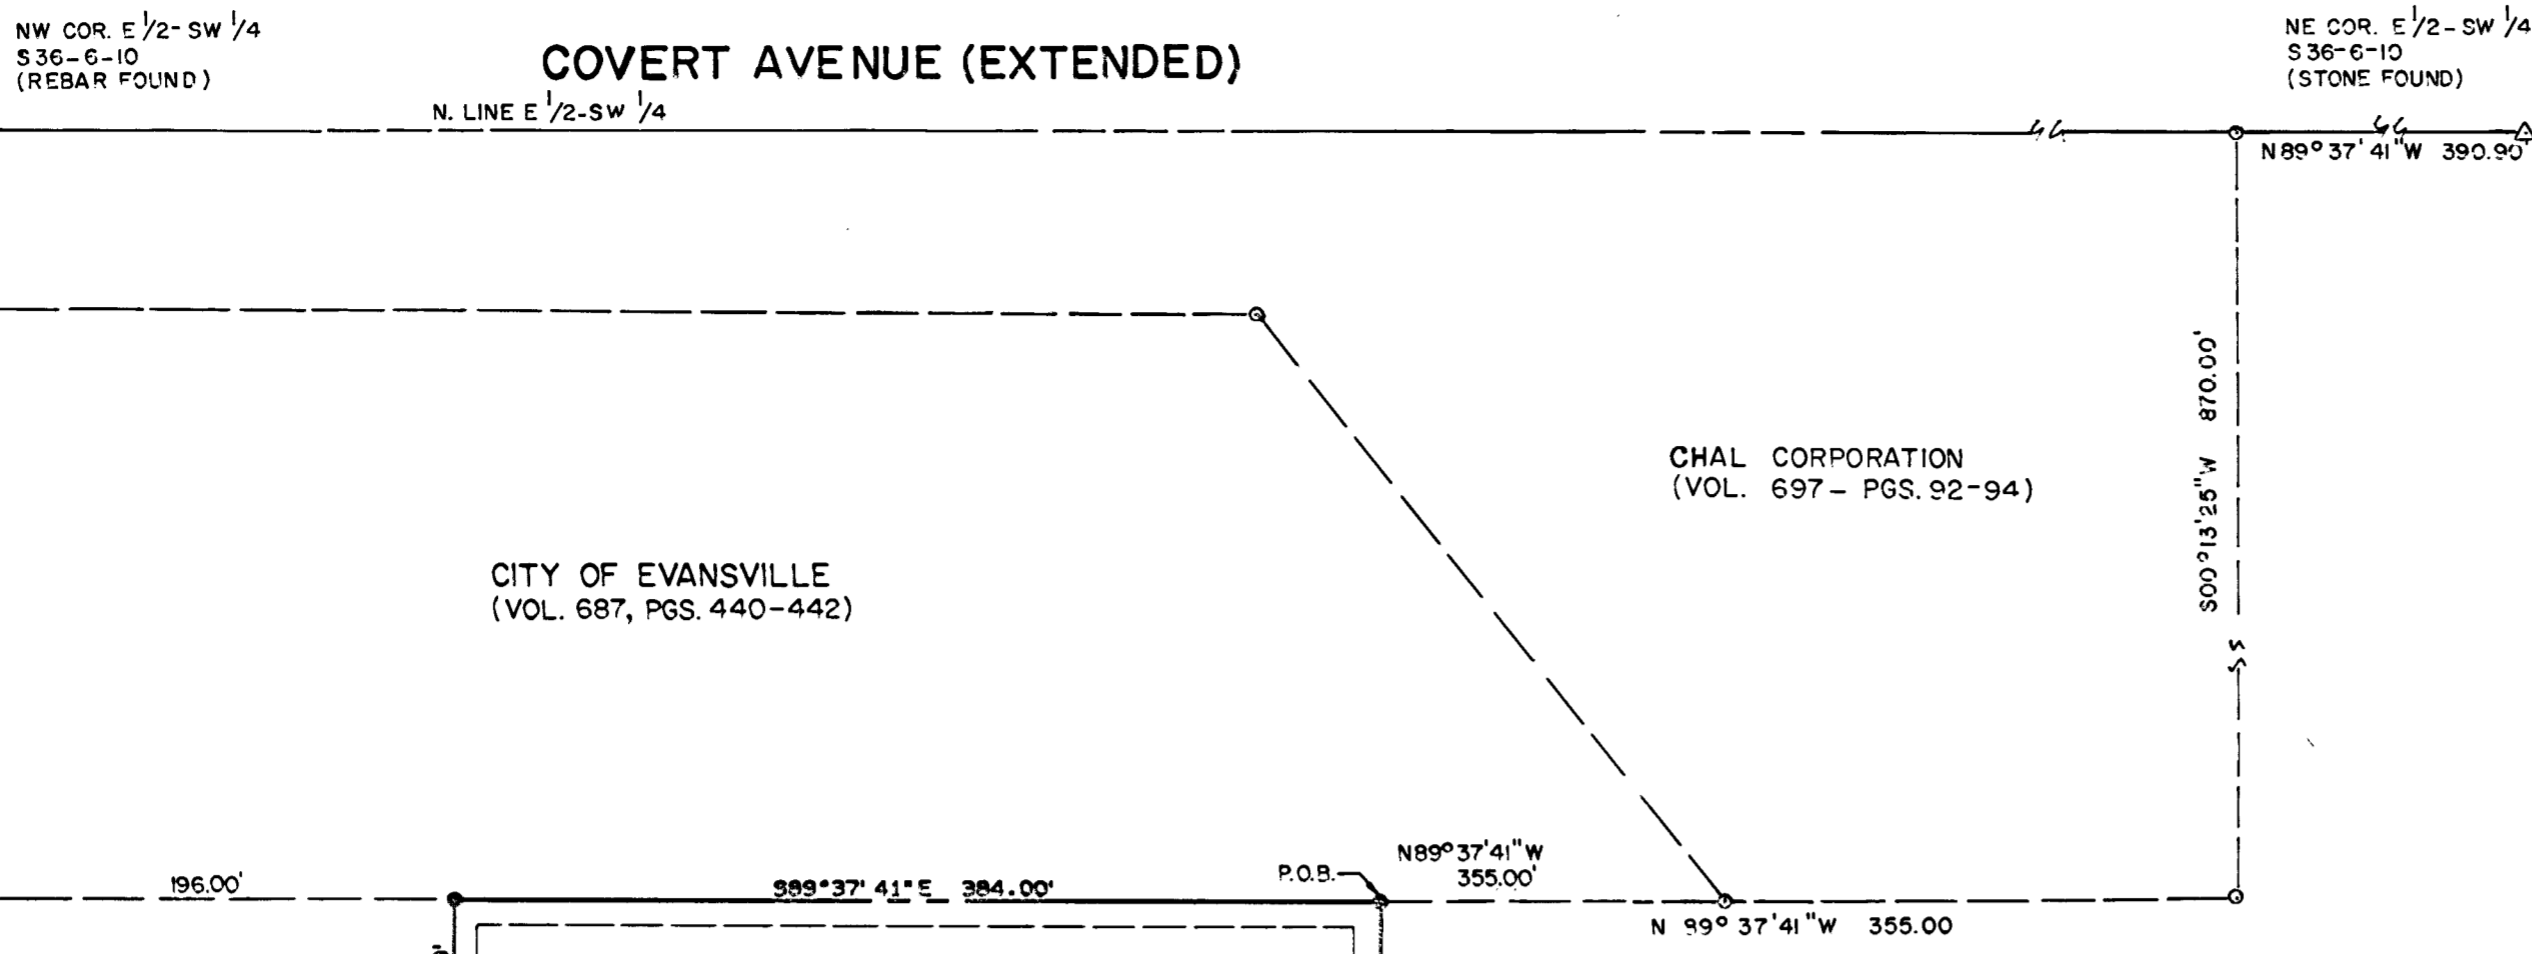 NW COR. E 1/2- SW 1/4
S36-6-10
(REBAR FOUND)
COVERT AVENUE (EXTENDED)
NE COR. E 1/2- SW 1/4
S36-6-10
(STONE FOUND)
N. LINE E 1/2-SW 1/4
N89°37'41"W 390.90'
S00°13'25"W 870.00'
CHAL CORPORATION
(VOL. 697- PGS. 92-94)
CITY OF EVANSVILLE
(VOL. 687, PGS. 440-442)
196.00'
S89°37'41"E 384.00'
P.O.B.
N89°37'41"W
355.00'
N 89°37'41"W 355.00